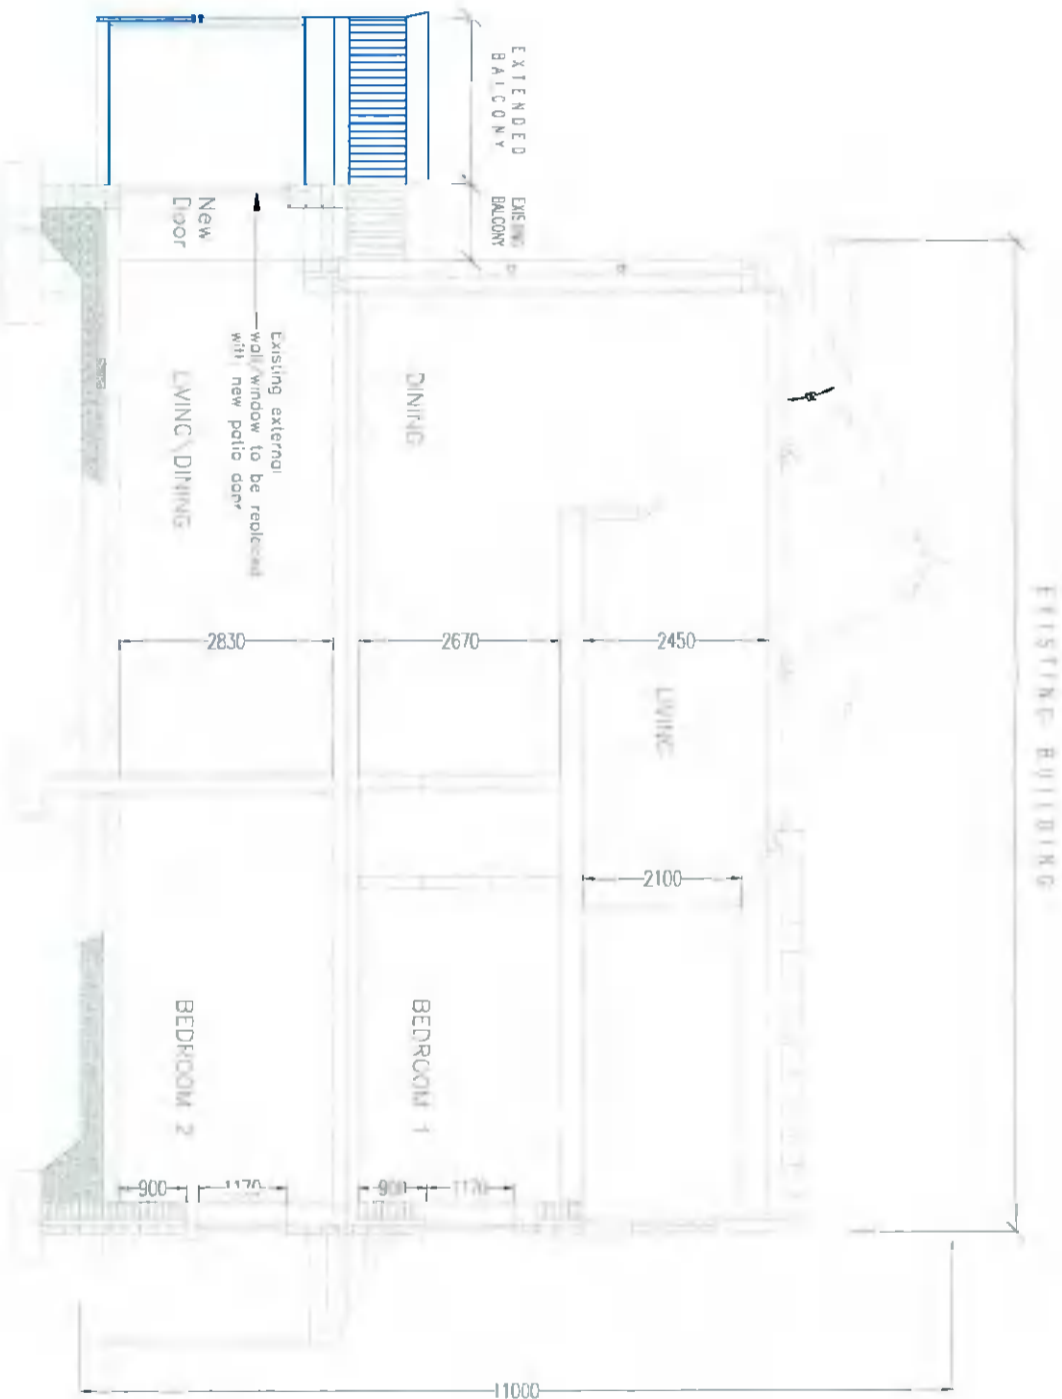 EXTENDED
BALCONY
EXISTING
BALCONY
New
Door
Existing external
wall/window to be replaced
with new patio door
LIVING\DINING
DINING
EXISTING BUILDING
2830
2670
2450
LIVING
2100
BEDROOM 2
BEDROOM 1
900
1170
900
1170
11000